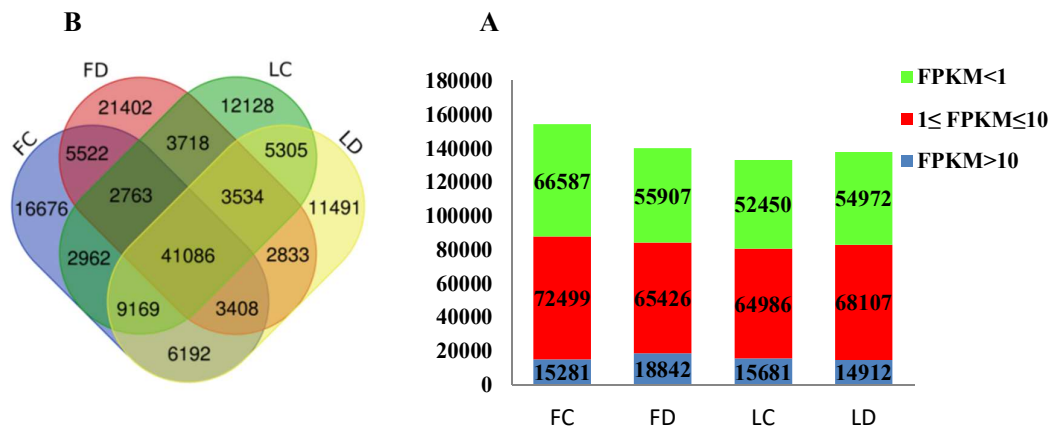 B
FD
LC
FC
LD
21402
12128
5522
3718
5305
16676
2763
3534
11491
2962
41086
2833
9169
3408
6192
A
180000
160000
140000
120000
100000
80000
60000
40000
20000
0
66587
55907
52450
54972
72499
65426
64986
68107
15281
18842
15681
14912
FC
FD
LC
LD
FPKM<1
1≤ FPKM≤10
FPKM>10